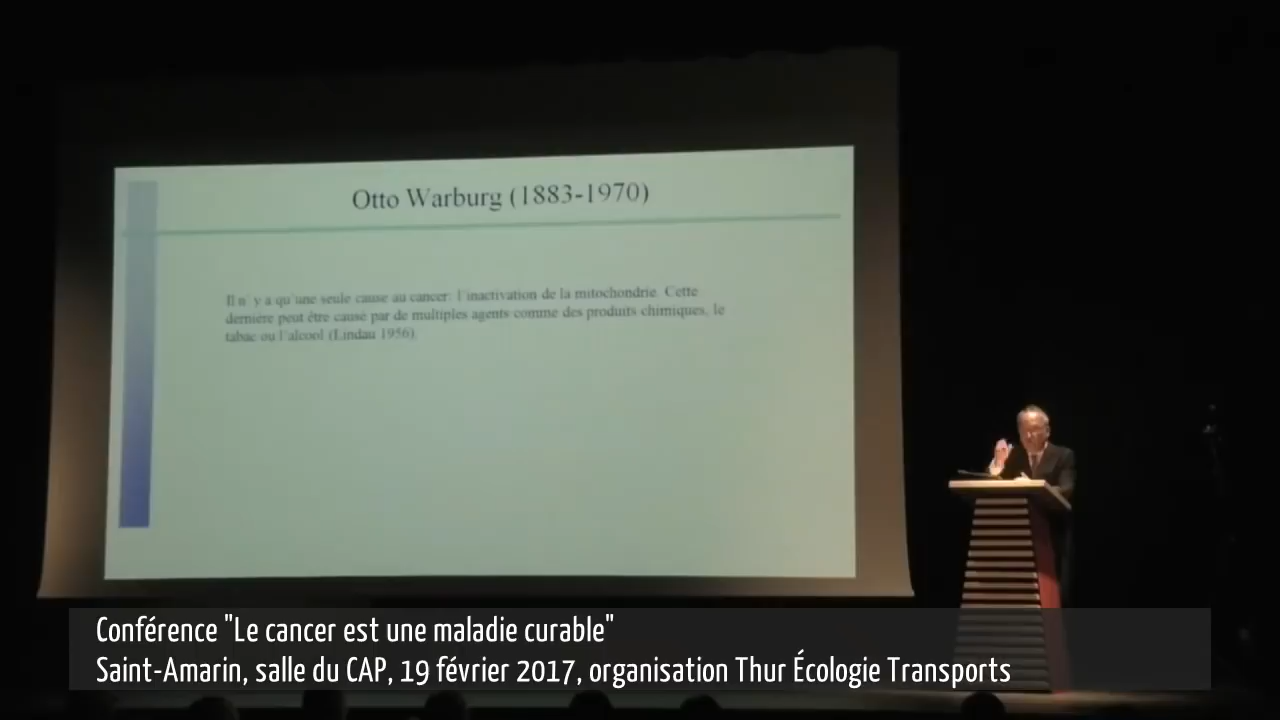 Otto Warburg (1883-1970)
Il n' y a qu'une seule cause au cancer: l'inactivation de la mitochondrie. Cette
dernière peut être causé par de multiples agents comme des produits chimiques, le
tabac ou l'alcool (Lindau 1956).
Conférence "Le cancer est une maladie curable"
Saint-Amarin, salle du CAP, 19 février 2017, organisation Thur Écologie Transports